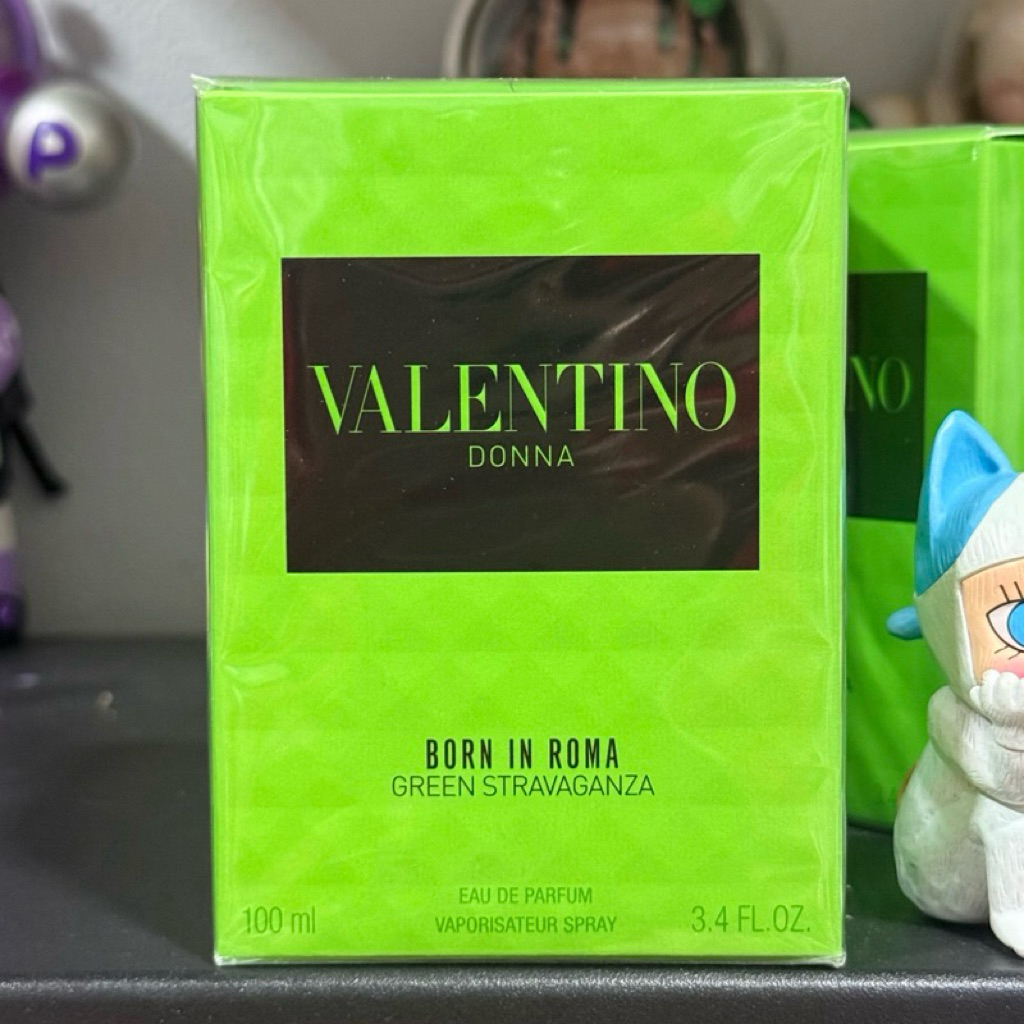 P
VALENTINO
DONNA
NO
BORN IN ROMA
GREEN STRAVAGANZA
EAU DE PARFUM
100 ml VAPORISATEUR SPRAY 3.4 FL.OZ.